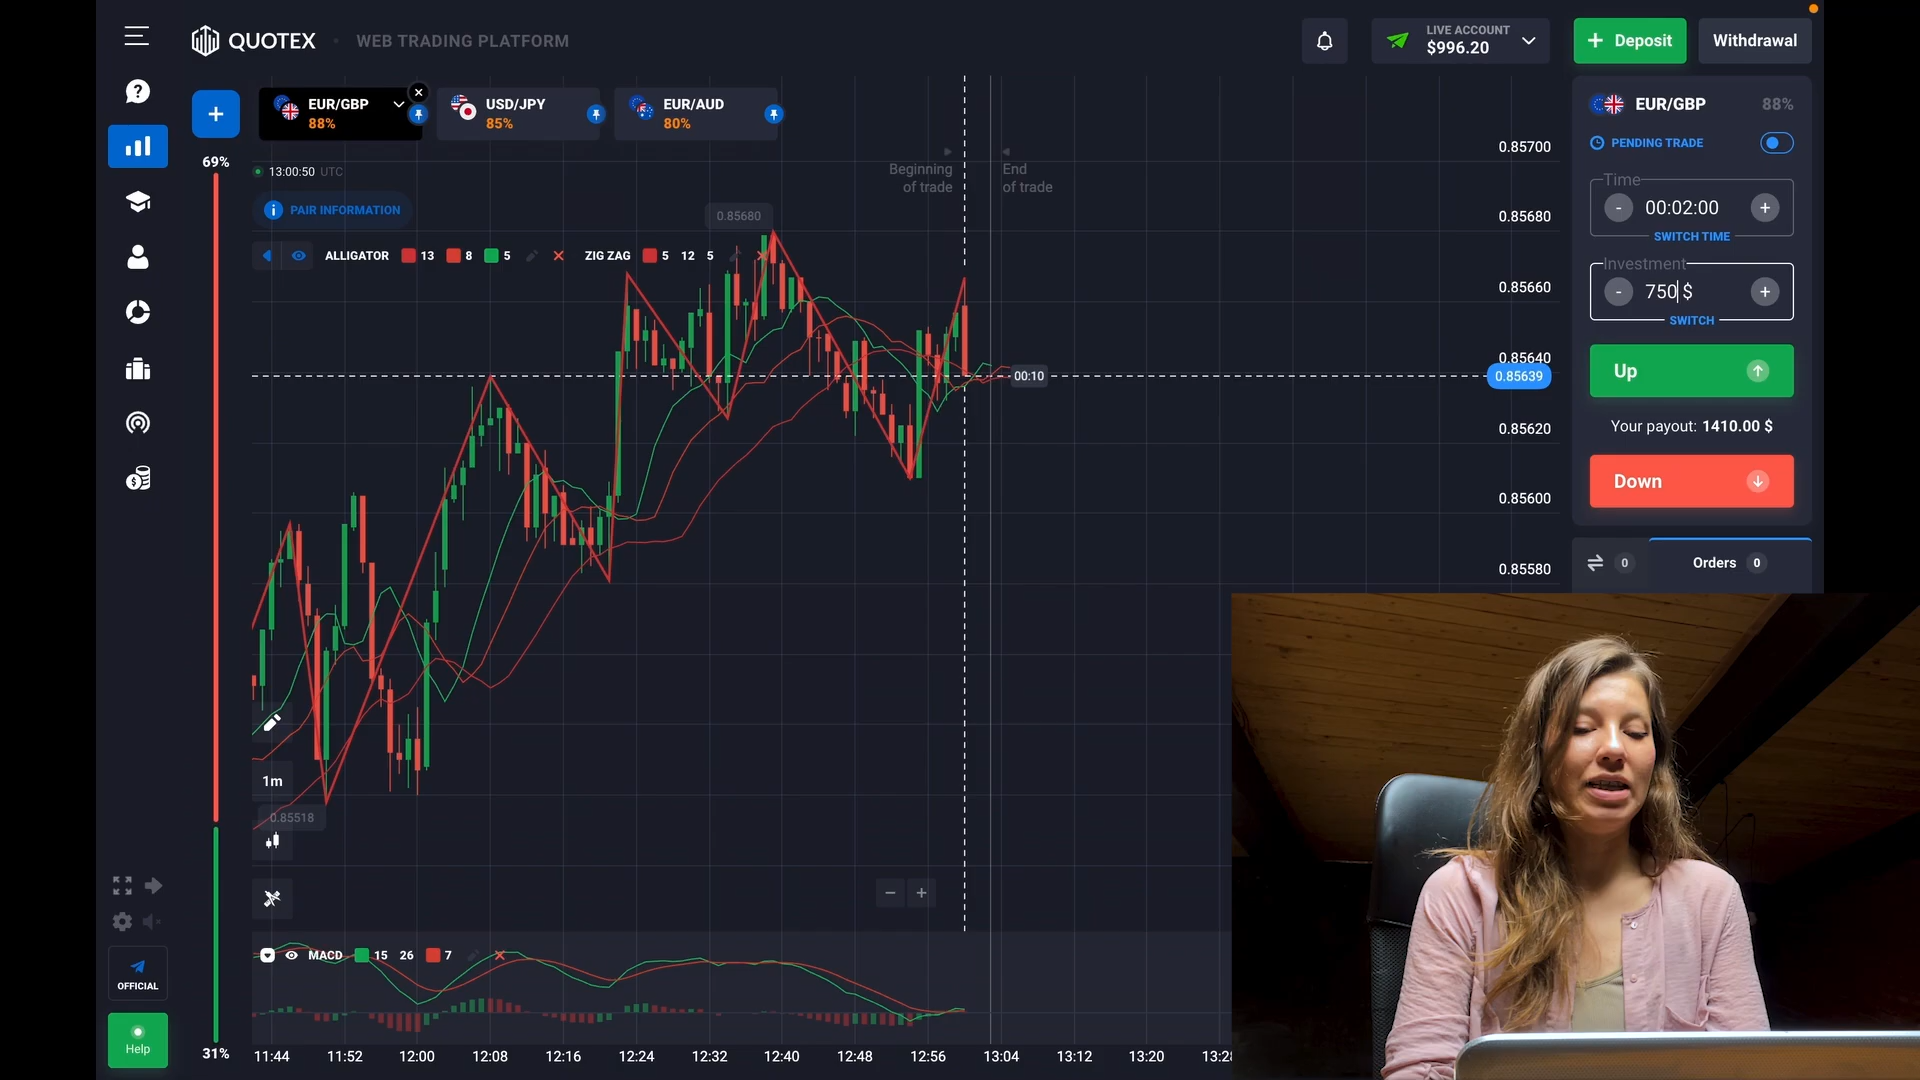 QUOTEX
WEB TRADING PLATFORM
LIVE ACCOUNT
$996.20
+ Deposit
Withdrawal
+
EUR/GBP
88%
USD/JPY
85%
EUR/AUD
80%
EUR/GBP 88%
PENDING TRADE
Time
- 00:02:00 +
SWITCH TIME
Investment
- 750 $ +
SWITCH
Up
Your payout: 1410.00 $
Down
0
Orders 0
69%
13:00:50 UTC
PAIR INFORMATION
ALLIGATOR 13 8 5
ZIG ZAG 5 12 5
Beginning
of trade
End
of trade
0.85680
00:10
0.85700
0.85680
0.85660
0.85640
0.85639
0.85620
0.85600
0.85580
1m
0.85518
− +
MACD 15 26 7
OFFICIAL
Help
31%
11:44 11:52 12:00 12:08 12:16 12:24 12:32 12:40 12:48 12:56 13:04 13:12 13:20 13:28